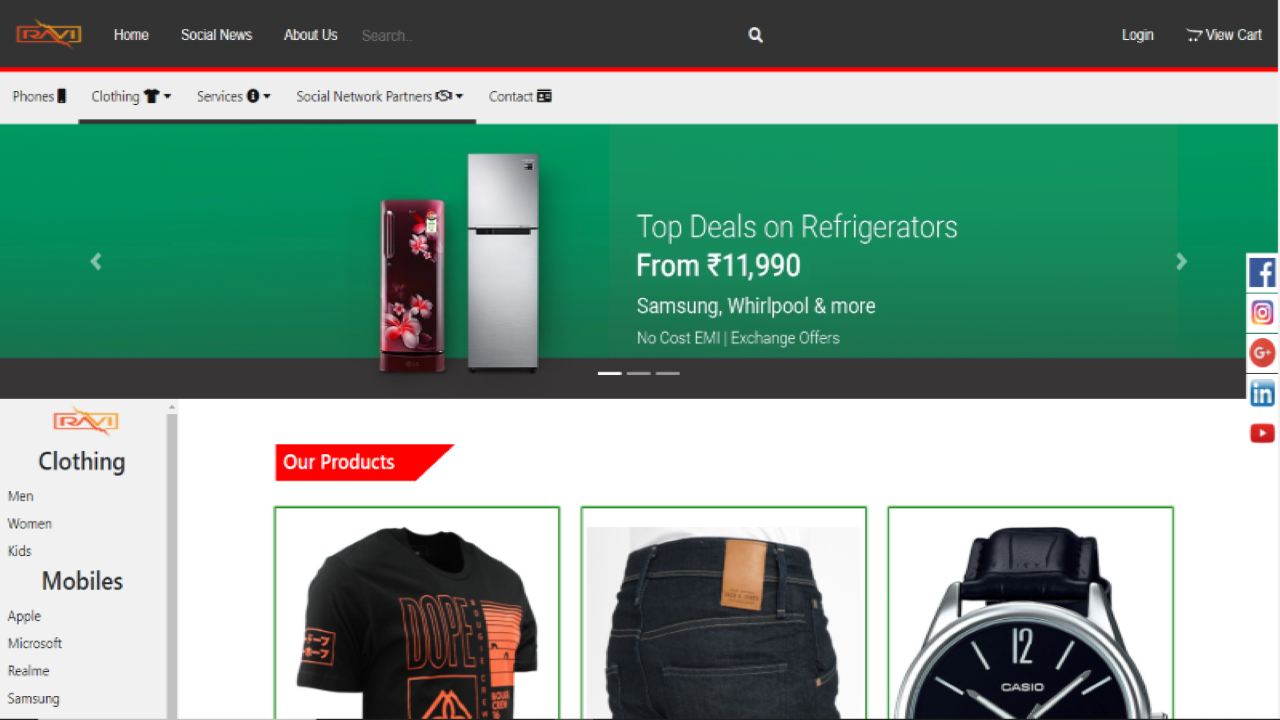 RAVI
Home
Social News
About Us
Search..
Login
View Cart
Phones
Clothing
Services
Social Network Partners
Contact
Top Deals on Refrigerators
From ₹11,990
Samsung, Whirlpool & more
No Cost EMI | Exchange Offers
f
G+
in
RAVI
Clothing
Men
Women
Kids
Mobiles
Apple
Microsoft
Realme
Samsung
Our Products
DOPE
12
CASIO